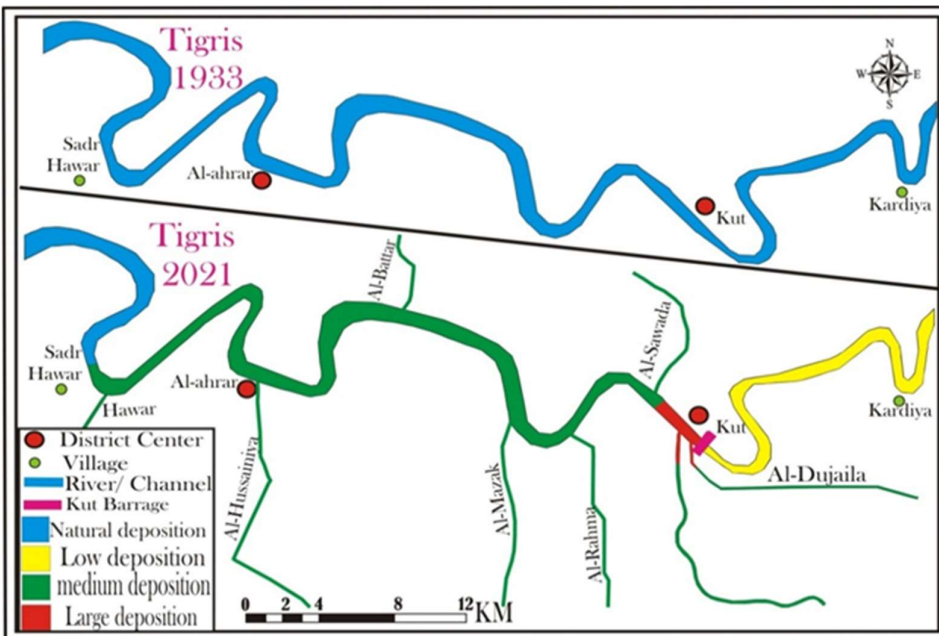 Tigris
1933
N
W
E
S
Sadr
Hawar
Al-ahrar
Kut
Kardiya
Tigris
2021
Al-Battar
Al-Sawada
Sadr
Hawar
Al-ahrar
Hawar
Kut
Kardiya
Al-Hussainiya
Al-Mazak
Al-Rahma
Al-Dujaila
District Center
Village
River/ Channel
Kut Barrage
Natural deposition
Low deposition
medium deposition
Large deposition
0 2 4 8 12 KM